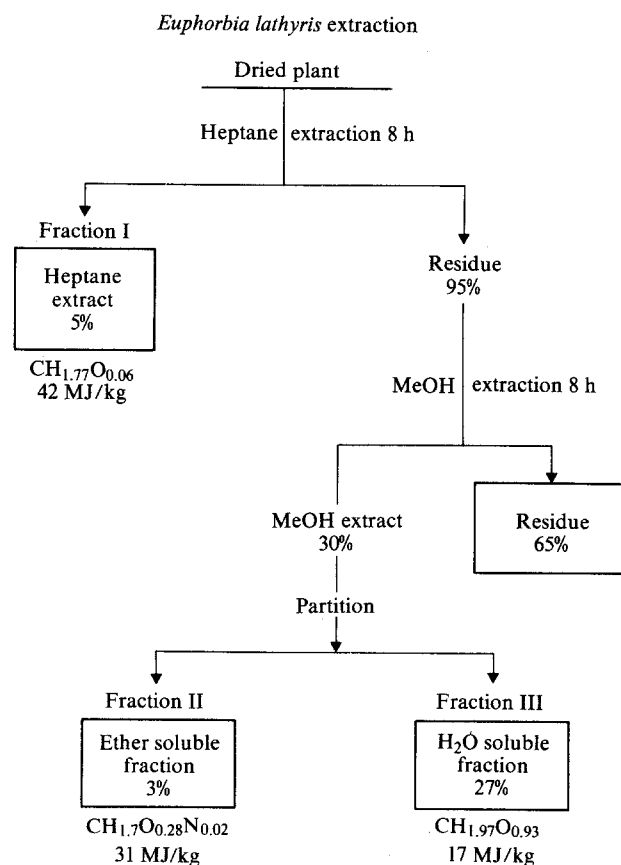 Euphorbia lathyris extraction
Dried plant
Heptane extraction 8 h
Fraction I
Heptane
extract
5%
CH1.77O0.06
42 MJ/kg
Residue
95%
MeOH extraction 8 h
MeOH extract
30%
Residue
65%
Partition
Fraction II
Ether soluble
fraction
3%
CH1.7O0.28N0.02
31 MJ/kg
Fraction III
H2O soluble
fraction
27%
CH1.97O0.93
17 MJ/kg